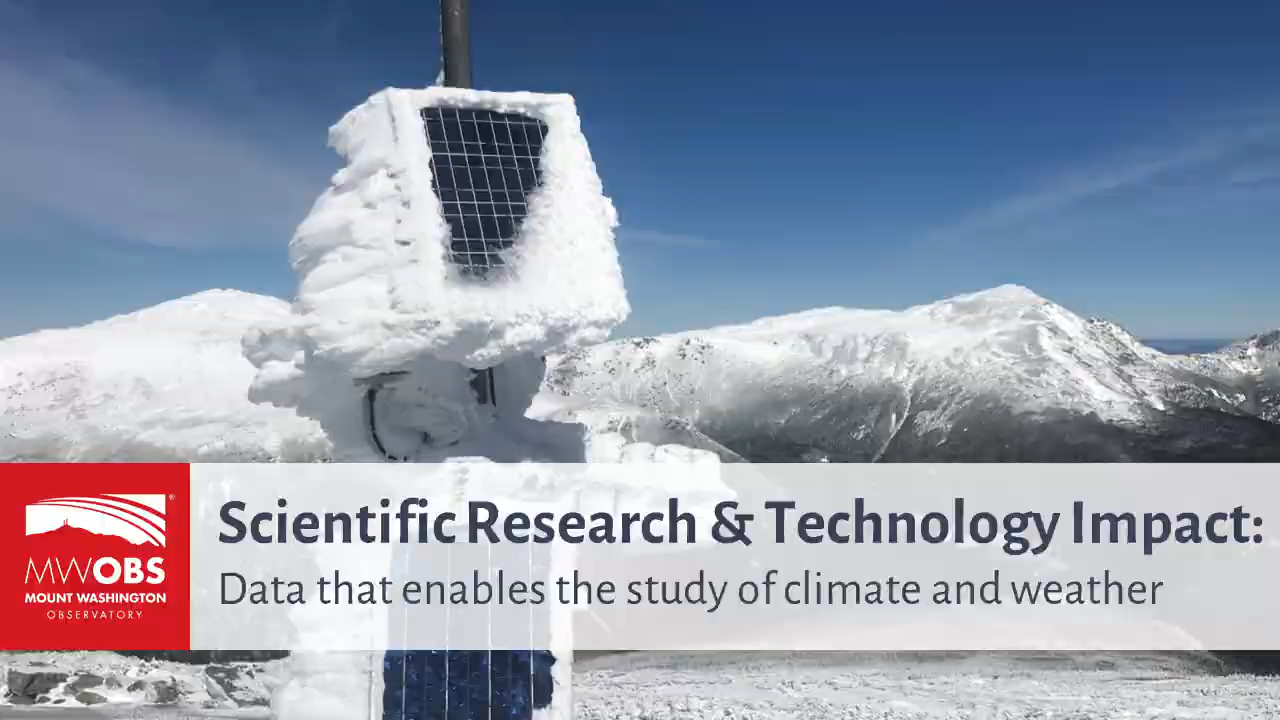 Scientific Research & Technology Impact:
Data that enables the study of climate and weather
MWOBS
®
MOUNT WASHINGTON
OBSERVATORY